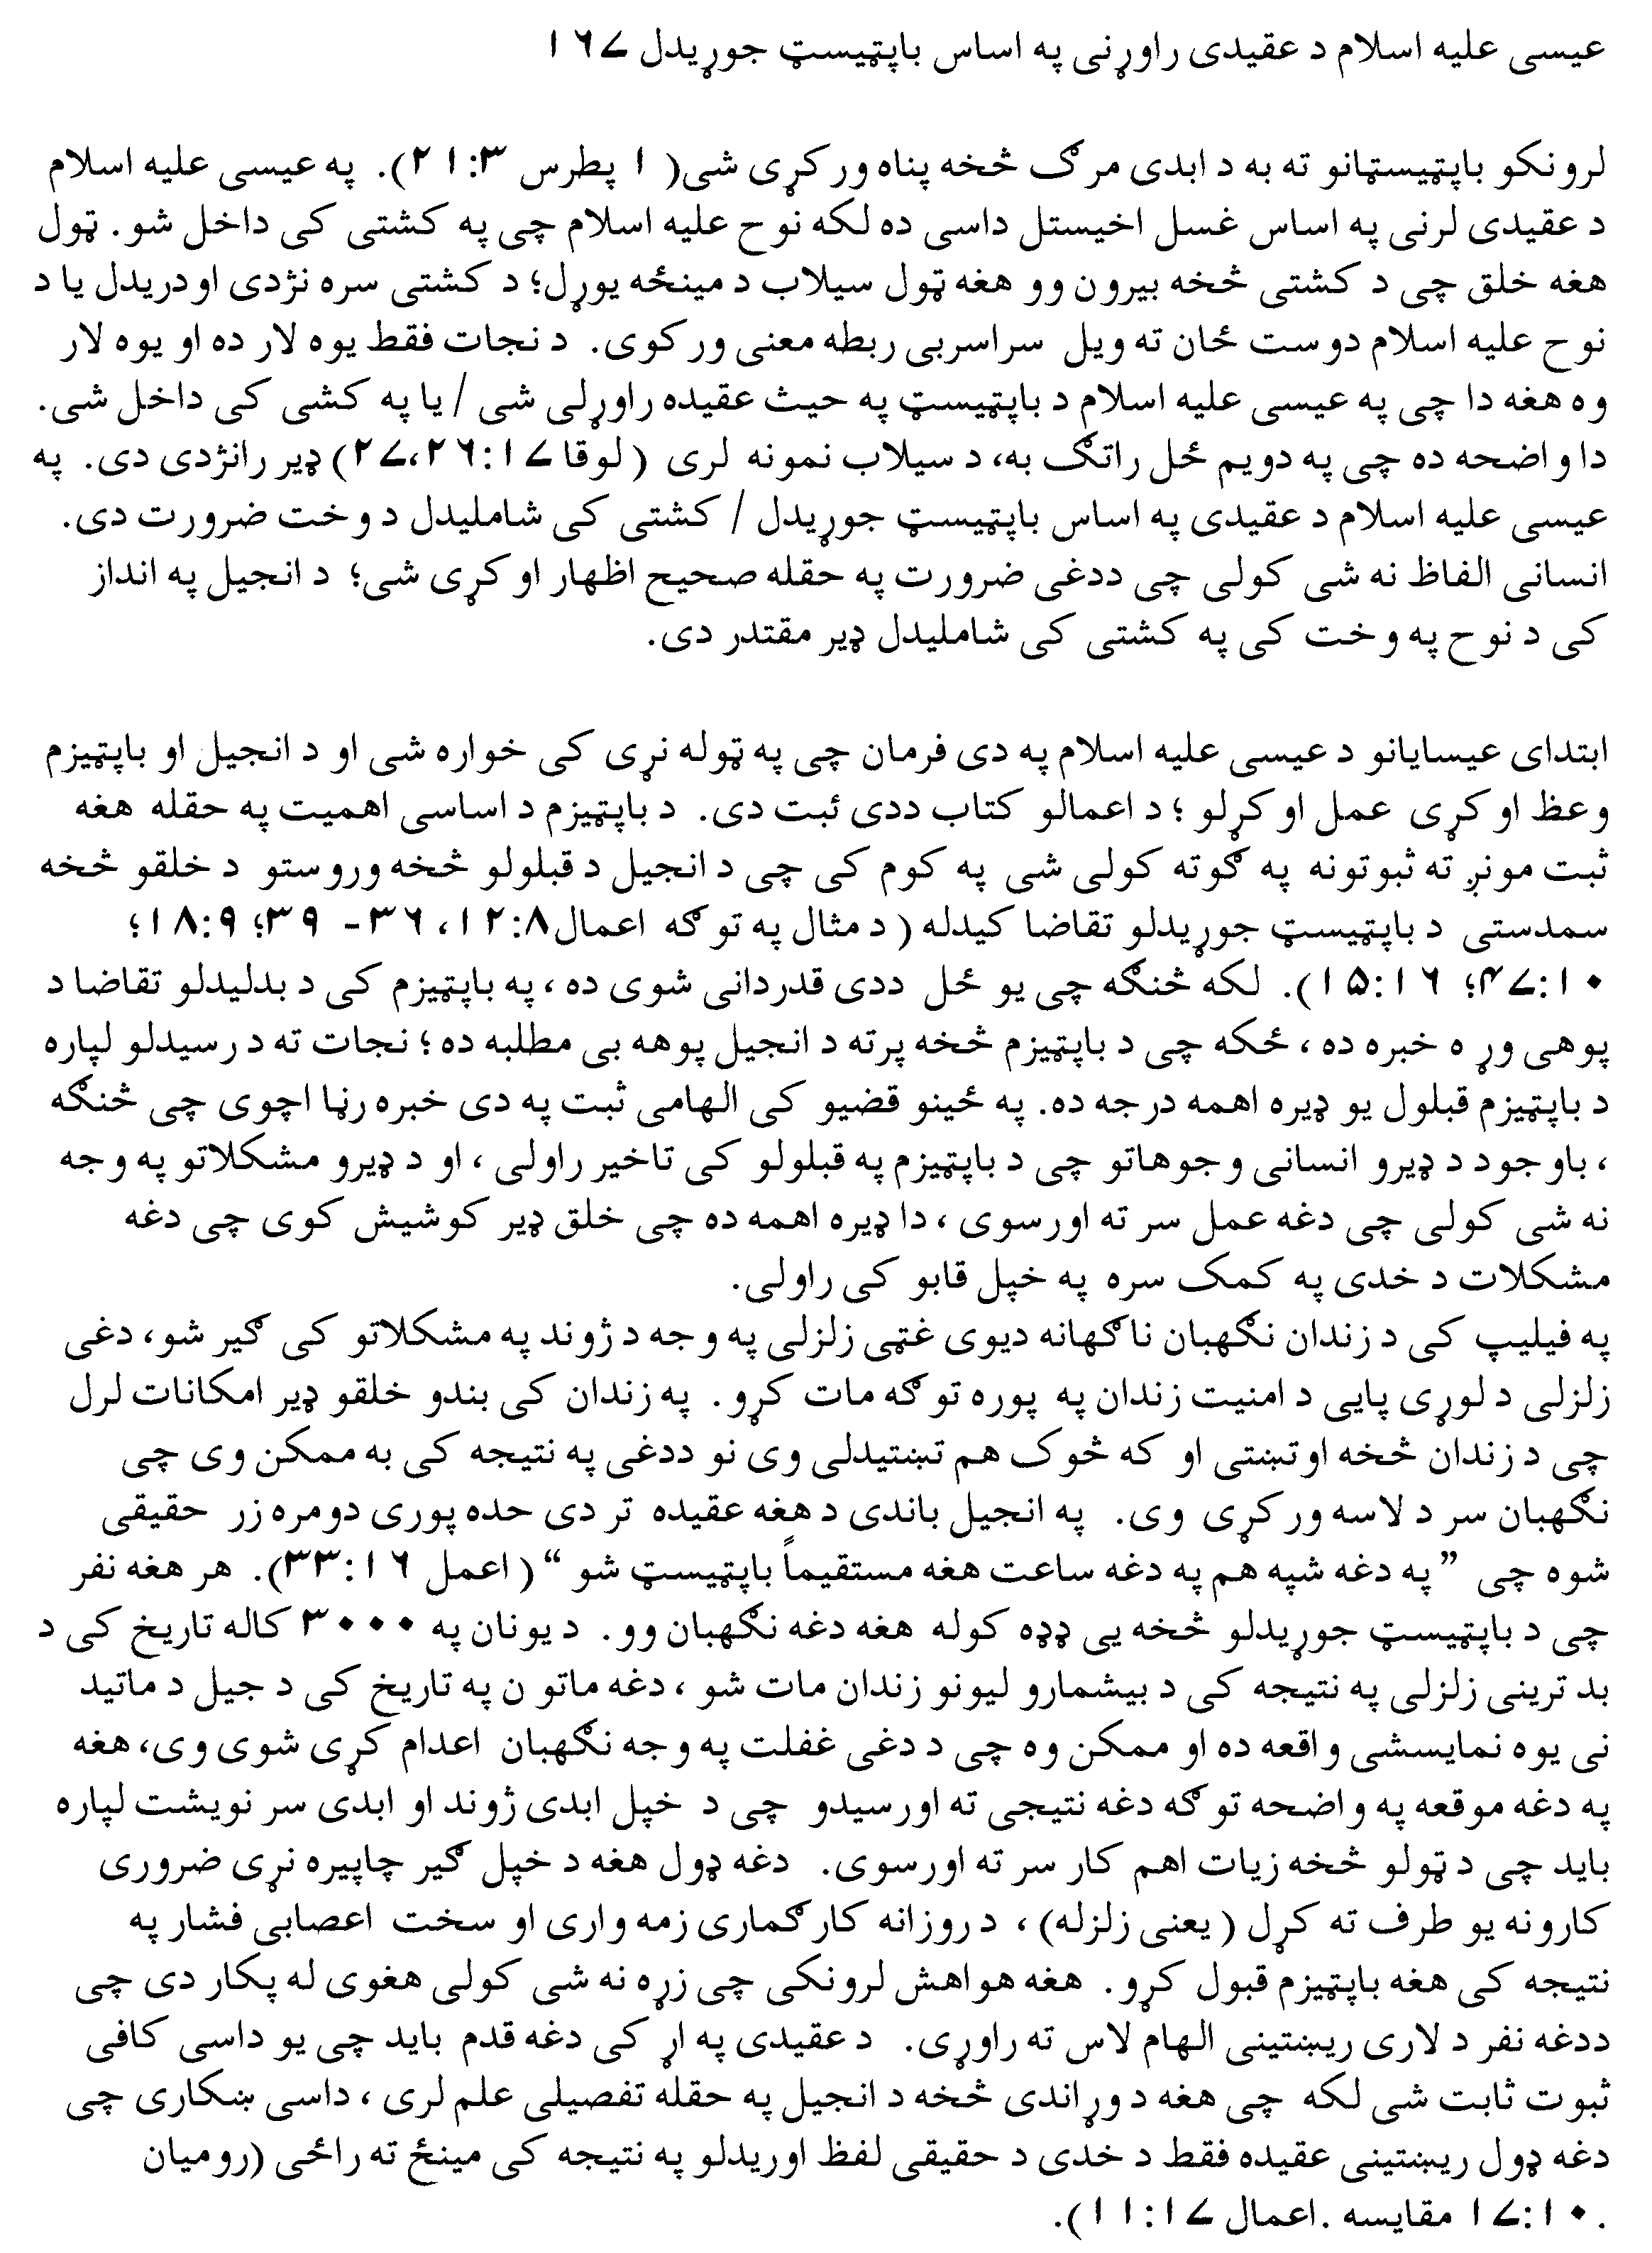 عیسی علیه اسلام د عقیدی راوړنی په اساس باپټیسټ جوړیدل ۱۶۷
لرونکو باپټیسټانو ته به د ابدی مرګ څخه پناه ورکړی شی( ۱ پطرس ۲۱:۳). په عیسی علیه اسلام
د عقیدی لرنی په اساس غسل اخیستل داسی ده لکه نوح علیه اسلام چی په کشتی کی داخل شو. ټول
هغه خلق چی د کشتی څخه بیرون وو هغه ټول سیلاب د مینځه یوړل؛ د کشتی سره نژدی اودریدل یا د
نوح علیه اسلام دوست ځان ته ویل سراسربی ربطه معنی ورکوی. د نجات فقط یوه لار ده او یوه لار
وه هغه دا چی په عیسی علیه اسلام د باپټیسټ په حیث عقیده راوړلی شی / یا په کشی کی داخل شی.
دا واضحه ده چی په دویم ځل راتګ به، د سیلاب نمونه لری (لوقا ۱۷:۲۶،۲۷) ډیر رانژدی دی. په
عیسی علیه اسلام د عقیدی په اساس باپټیسټ جوړیدل / کشتی کی شاملیدل د وخت ضرورت دی.
انسانی الفاظ نه شی کولی چی ددغی ضرورت په حقله صحیح اظهار اوکړی شی؛ د انجیل په انداز
کی د نوح په وخت کی په کشتی کی شاملیدل ډیر مقتدر دی.
ابتدای عیسایانو د عیسی علیه اسلام په دی فرمان چی په ټوله نړی کی خواره شی او د انجیل او باپټیزم
وعظ اوکړی عمل اوکړلو ؛ د اعمالو کتاب ددی ثبت دی. د باپټیزم د اساسی اهمیت په حقله هغه
ثبت مونږ ته ثبوتونه په ګوته کولی شی په کوم کی چی د انجیل د قبلولو څخه وروستو د خلقو څخه
سمدستی د باپټیسټ جوړیدلو تقاضا کیدله ( د مثال په توګه اعمال ۱۲:۸، ۳۶- ۳۹؛ ۱۸:۹؛
۴۷:۱۰؛ ۱۵:۱۶). لکه څنګه چی یو ځل ددی قدردانی شوی ده ، په باپټیزم کی د بدلیدلو تقاضا د
پوهی وړ ه خبره ده ، ځکه چی د باپټیزم څخه پرته د انجیل پوهه بی مطلبه ده ؛ نجات ته د رسیدلو لپاره
د باپټیزم قبلول یو ډیره اهمه درجه ده. په ځینو قضیو کی الهامی ثبت په دی خبره رڼا اچوی چی څنګه
، باوجود د ډیرو انسانی وجوهاتو چی د باپټیزم په قبلولو کی تاخیر راولی ، او د ډیرو مشکلاتو په وجه
نه شی کولی چی دغه عمل سر ته اورسوی ، دا ډیره اهمه ده چی خلق ډیر کوشیش کوی چی دغه
مشکلات د خدی په کمک سره په خپل قابو کی راولی.
په فیلیپ کی د زندان نګهبان ناګهانه دیوی غټی زلزلی په وجه د ژوند په مشکلاتو کی ګیر شو، دغی
زلزلی د لوړی پایی د امنیت زندان په پوره توګه مات کړو. په زندان کی بندو خلقو ډیر امکانات لرل
چی د زندان څخه اوتښتی او که څوک هم تښتیدلی وی نو ددغی په نتیجه کی به ممکن وی چی
نګهبان سر د لاسه ورکړی وی. په انجیل باندی د هغه عقیده تر دی حده پوری دومره زر حقیقی
شوه چی ” په دغه شپه هم په دغه ساعت هغه مستقیماً باپټیسټ شو “ ( اعمل ۳۳:۱۶). هر هغه نفر
چی د باپټیسټ جوړیدلو څخه یی ډډه کوله هغه دغه نګهبان وو. د یونان په ۳۰۰۰ کاله تاریخ کی د
بد ترینی زلزلی په نتیجه کی د بیشمارو لیونو زندان مات شو ، دغه ماتو ن په تاریخ کی د جیل د ماتید
نی یوه نمایسشی واقعه ده او ممکن وه چی د دغی غفلت په وجه نګهبان اعدام کړی شوی وی، هغه
په دغه موقعه په واضحه توګه دغه نتیجی ته اورسیدو چی د خپل ابدی ژوند او ابدی سر نویشت لپاره
باید چی د ټولو څخه زیات اهم کار سر ته اورسوی. دغه ډول هغه د خپل ګیر چاپیره نړی ضروری
کارونه یو طرف ته کړل ( یعنی زلزله) ، د روزانه کارګماری زمه واری او سخت اعصابی فشار په
نتیجه کی هغه باپټیزم قبول کړو. هغه هواهش لرونکی چی زړه نه شی کولی هغوی له پکار دی چی
ددغه نفر د لاری ریښتینی الهام لاس ته راوړی. د عقیدی په اړ کی دغه قدم باید چی یو داسی کافی
ثبوت ثابت شی لکه چی هغه د وړاندی څخه د انجیل په حقله تفصیلی علم لری ، داسی ښکاری چی
دغه ډول ریښتینی عقیده فقط د خدی د حقیقی لفظ اوریدلو په نتیجه کی مینځ ته راځی (رومیان
.۱۷:۱۰ مقایسه .اعمال ۱۱:۱۷).